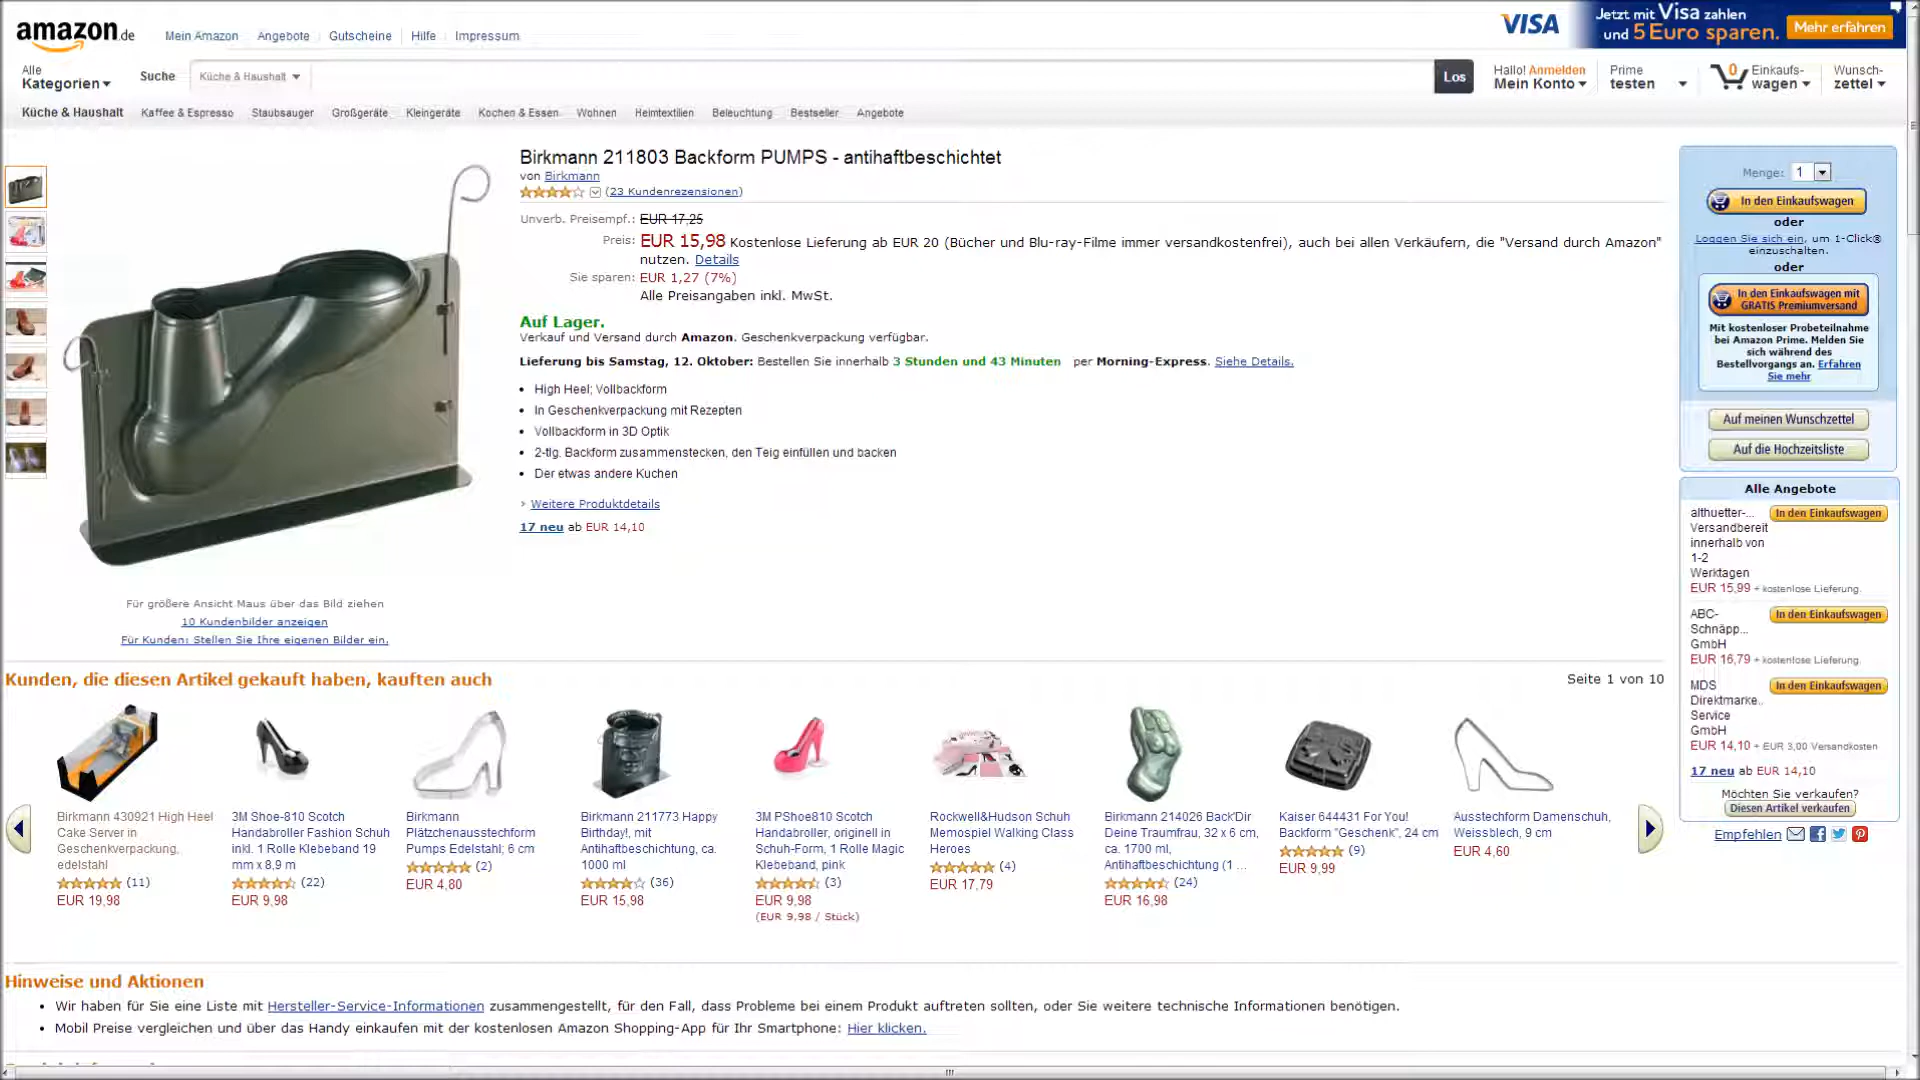 amazon.de
Mein Amazon Angebote Gutscheine Hilfe Impressum
VISA
Jetzt mit Visa zahlen
und 5 Euro sparen.
Mehr erfahren
Alle
Kategorien
Suche
Küche & Haushalt
Los
Hallo! Anmelden
Mein Konto
Prime
testen
0
Einkaufs-
wagen
Wunsch-
zettel
Küche & Haushalt Kaffee & Espresso Staubsauger Großgeräte Kleingeräte Kochen & Essen Wohnen Heimtextilien Beleuchtung Bestseller Angebote
Birkmann 211803 Backform PUMPS - antihaftbeschichtet
von Birkmann
(23 Kundenrezensionen)
Unverb. Preisempf.: EUR 17,25
Preis: EUR 15,98 Kostenlose Lieferung ab EUR 20 (Bücher und Blu-ray-Filme immer versandkostenfrei), auch bei allen Verkäufern, die "Versand durch Amazon"
nutzen. Details
Sie sparen: EUR 1,27 (7%)
Alle Preisangaben inkl. MwSt.
Auf Lager.
Verkauf und Versand durch Amazon. Geschenkverpackung verfügbar.
Lieferung bis Samstag, 12. Oktober: Bestellen Sie innerhalb 3 Stunden und 43 Minuten per Morning-Express. Siehe Details.
• High Heel; Vollbackform
• In Geschenkverpackung mit Rezepten
• Vollbackform in 3D Optik
• 2-tlg. Backform zusammenstecken, den Teig einfüllen und backen
• Der etwas andere Kuchen
› Weitere Produktdetails
17 neu ab EUR 14,10
Für größere Ansicht Maus über das Bild ziehen
10 Kundenbilder anzeigen
Für Kunden: Stellen Sie Ihre eigenen Bilder ein.
Menge: 1
In den Einkaufswagen
oder
Loggen Sie sich ein, um 1-Click®
einzuschalten.
oder
In den Einkaufswagen mit
GRATIS Premiumversand
Mit kostenloser Probeteilnahme
bei Amazon Prime. Melden Sie
sich während des
Bestellvorgangs an. Erfahren
Sie mehr
Auf meinen Wunschzettel
Auf die Hochzeitsliste
Alle Angebote
althuetter-... In den Einkaufswagen
Versandbereit
innerhalb von
1-2
Werktagen
EUR 15,99 + kostenlose Lieferung.
ABC- In den Einkaufswagen
Schnäpp...
GmbH
EUR 16,79 + kostenlose Lieferung.
MDS In den Einkaufswagen
Direktmarke..
Service
GmbH
EUR 14,10 + EUR 3,00 Versandkosten
17 neu ab EUR 14,10
Möchten Sie verkaufen?
Diesen Artikel verkaufen
Empfehlen
Kunden, die diesen Artikel gekauft haben, kauften auch
Seite 1 von 10
Birkmann 430921 High Heel
Cake Server in
Geschenkverpackung,
edelstahl
(11)
EUR 19,98
3M Shoe-810 Scotch
Handabroller Fashion Schuh
inkl. 1 Rolle Klebeband 19
mm x 8,9 m
(22)
EUR 9,98
Birkmann
Plätzchenausstechform
Pumps Edelstahl; 6 cm
(2)
EUR 4,80
Birkmann 211773 Happy
Birthday!, mit
Antihaftbeschichtung, ca.
1000 ml
(36)
EUR 15,98
3M PShoe810 Scotch
Handabroller, originell in
Schuh-Form, 1 Rolle Magic
Klebeband, pink
(3)
EUR 9,98
(EUR 9,98 / Stück)
Rockwell&Hudson Schuh
Memospiel Walking Class
Heroes
(4)
EUR 17,79
Birkmann 214026 Back'Dir
Deine Traumfrau, 32 x 6 cm,
ca. 1700 ml,
Antihaftbeschichtung (1 ...
(24)
EUR 16,98
Kaiser 644431 For You!
Backform "Geschenk", 24 cm
(9)
EUR 9,99
Ausstechform Damenschuh,
Weissblech, 9 cm
EUR 4,60
Hinweise und Aktionen
• Wir haben für Sie eine Liste mit Hersteller-Service-Informationen zusammengestellt, für den Fall, dass Probleme bei einem Produkt auftreten sollten, oder Sie weitere technische Informationen benötigen.
• Mobil Preise vergleichen und über das Handy einkaufen mit der kostenlosen Amazon Shopping-App für Ihr Smartphone: Hier klicken.